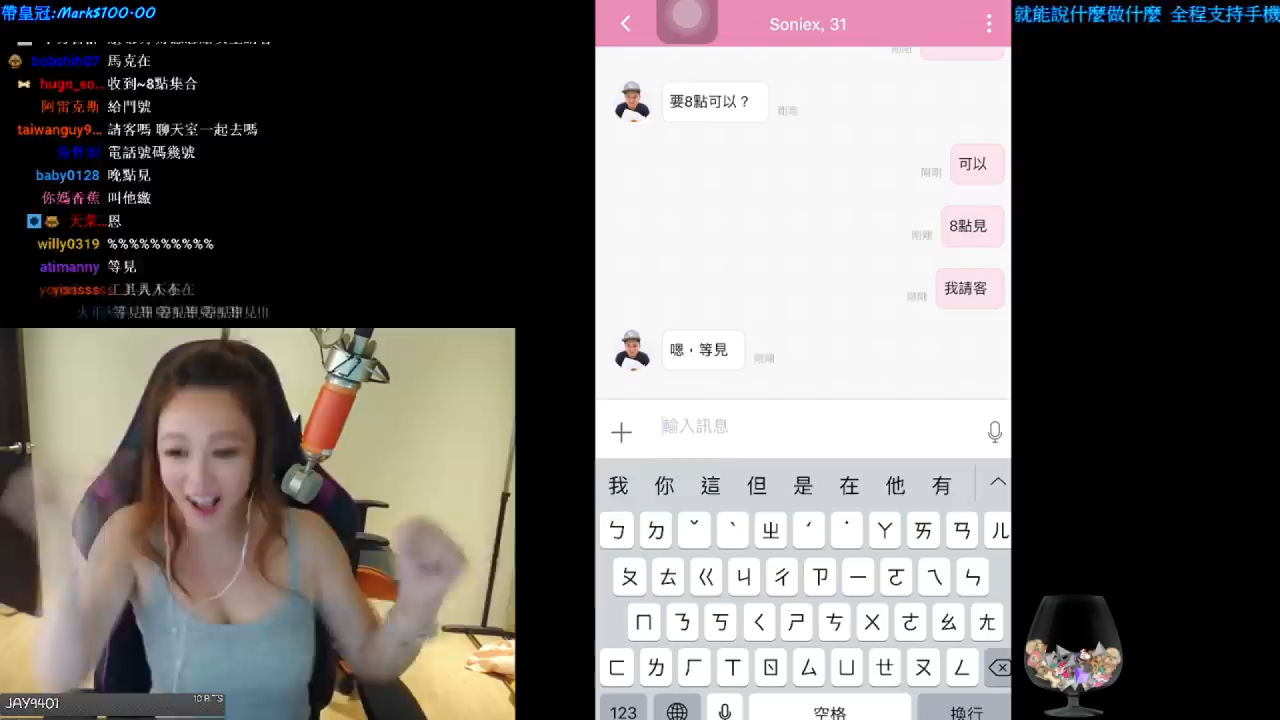 帶皇冠:Mark$100.00
就能說什麼做什麼 全程支持手機
bobohih07 馬克在
hugo_so... 收到~8點集合
阿雷克斯 給門號
taiwanguy9... 請客嗎 聊天室一起去嗎
電話號碼幾號
baby0128 晚點見
你媽香蕉 叫他繳
天菜... 恩
willy0319 %%%%%%%%%%
atimanny 等見
JAY9401
Soniex, 31
剛剛
要8點可以？
剛剛
可以
剛剛
8點見
剛剛
我請客
剛剛
嗯，等見
剛剛
輸入訊息
我 你 這 但 是 在 他 有
ㄅ ㄉ ˇ ˋ ㄓ ˊ ˙ ㄚ ㄞ ㄢ ㄦ
ㄆ ㄊ ㄍ ㄐ ㄔ ㄗ ㄧ ㄛ ㄟ ㄣ
ㄇ ㄋ ㄎ ㄑ ㄕ ㄘ ㄨ ㄜ ㄠ ㄤ
ㄈ ㄌ ㄏ ㄒ ㄖ ㄙ ㄩ ㄝ ㄡ ㄥ
123 空格 換行